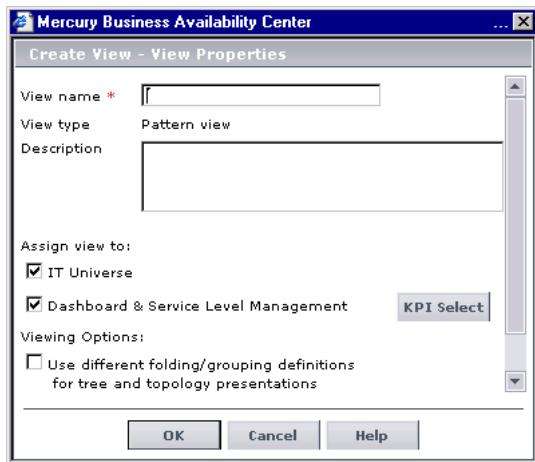 Mercury Business Availability Center ...
Create View - View Properties
View name *
View type Pattern view
Description
Assign view to:
IT Universe
Dashboard & Service Level Management KPI Select
Viewing Options:
Use different folding/grouping definitions
for tree and topology presentations
OK Cancel Help